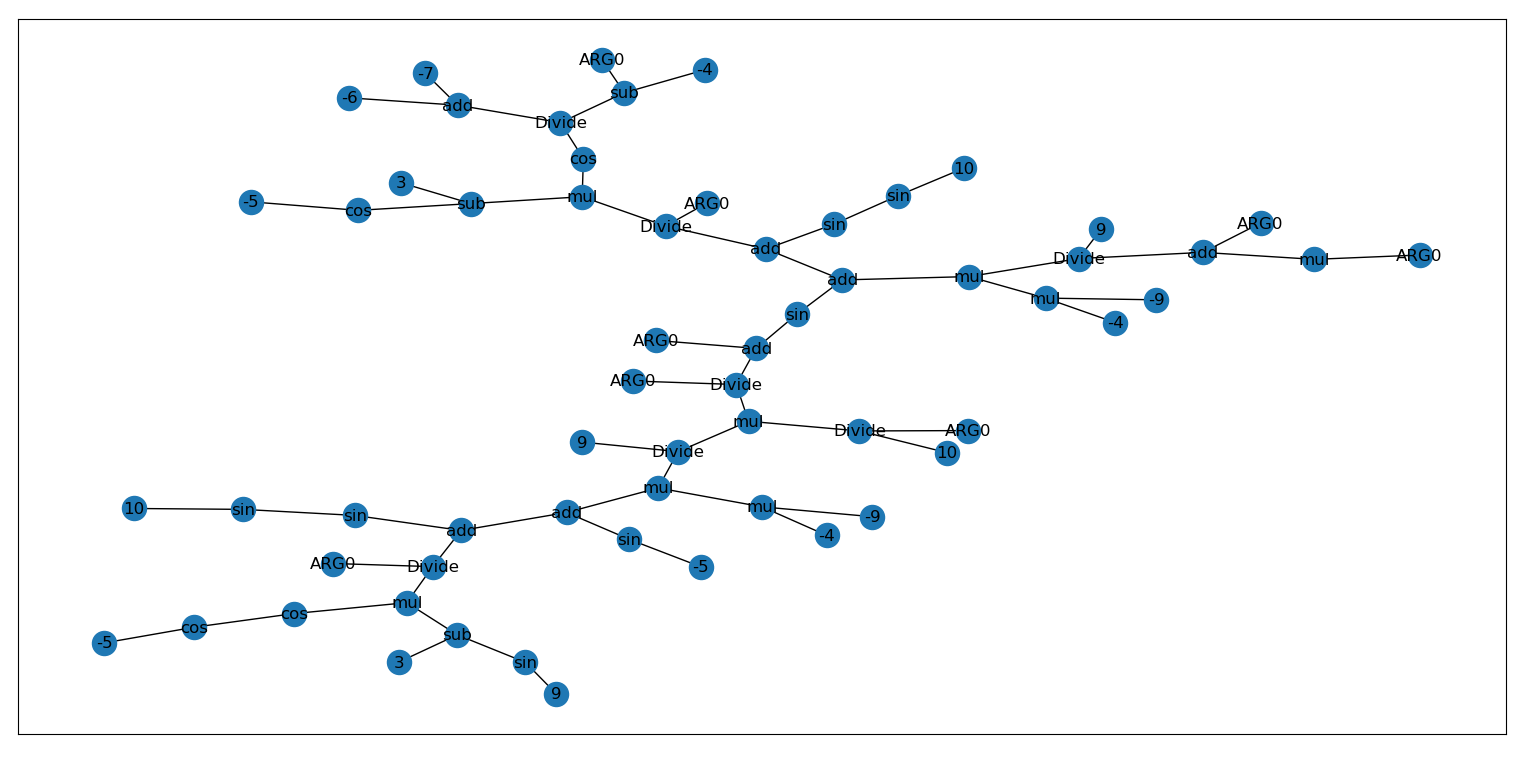 ARG0
-4
-7
sub
-6
add
Divide
cos
10
3
sin
-5
cos
sub
mul
ARG0
Divide
sin
ARG0
9
add
add
Divide
mul
ARG0
add
mul
mul
-9
sin
-4
ARG0
add
ARG0
Divide
mul
Divide
ARG0
9
Divide
10
mul
10
sin
sin
add
mul
-9
add
-4
sin
ARG0
Divide
-5
mul
cos
cos
-5
sub
3
sin
9